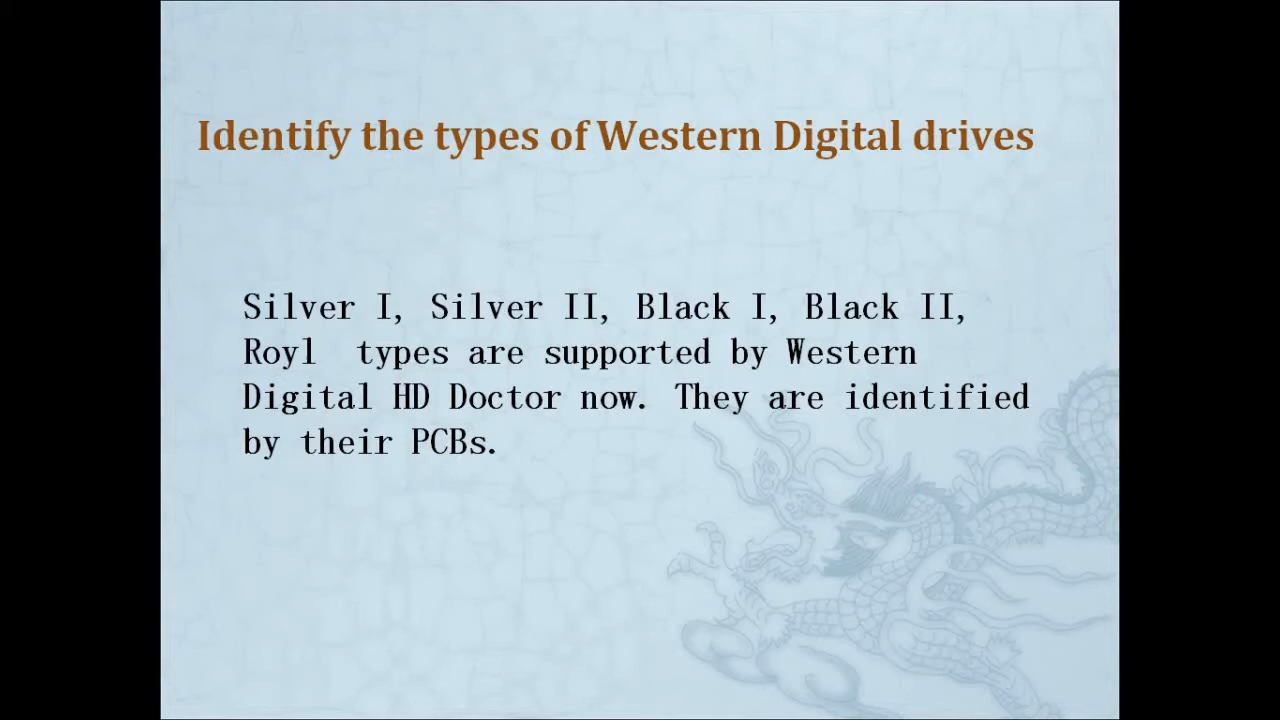 Identify the types of Western Digital drives
Silver I, Silver II, Black I, Black II,
Royl  types are supported by Western
Digital HD Doctor now. They are identified
by their PCBs.